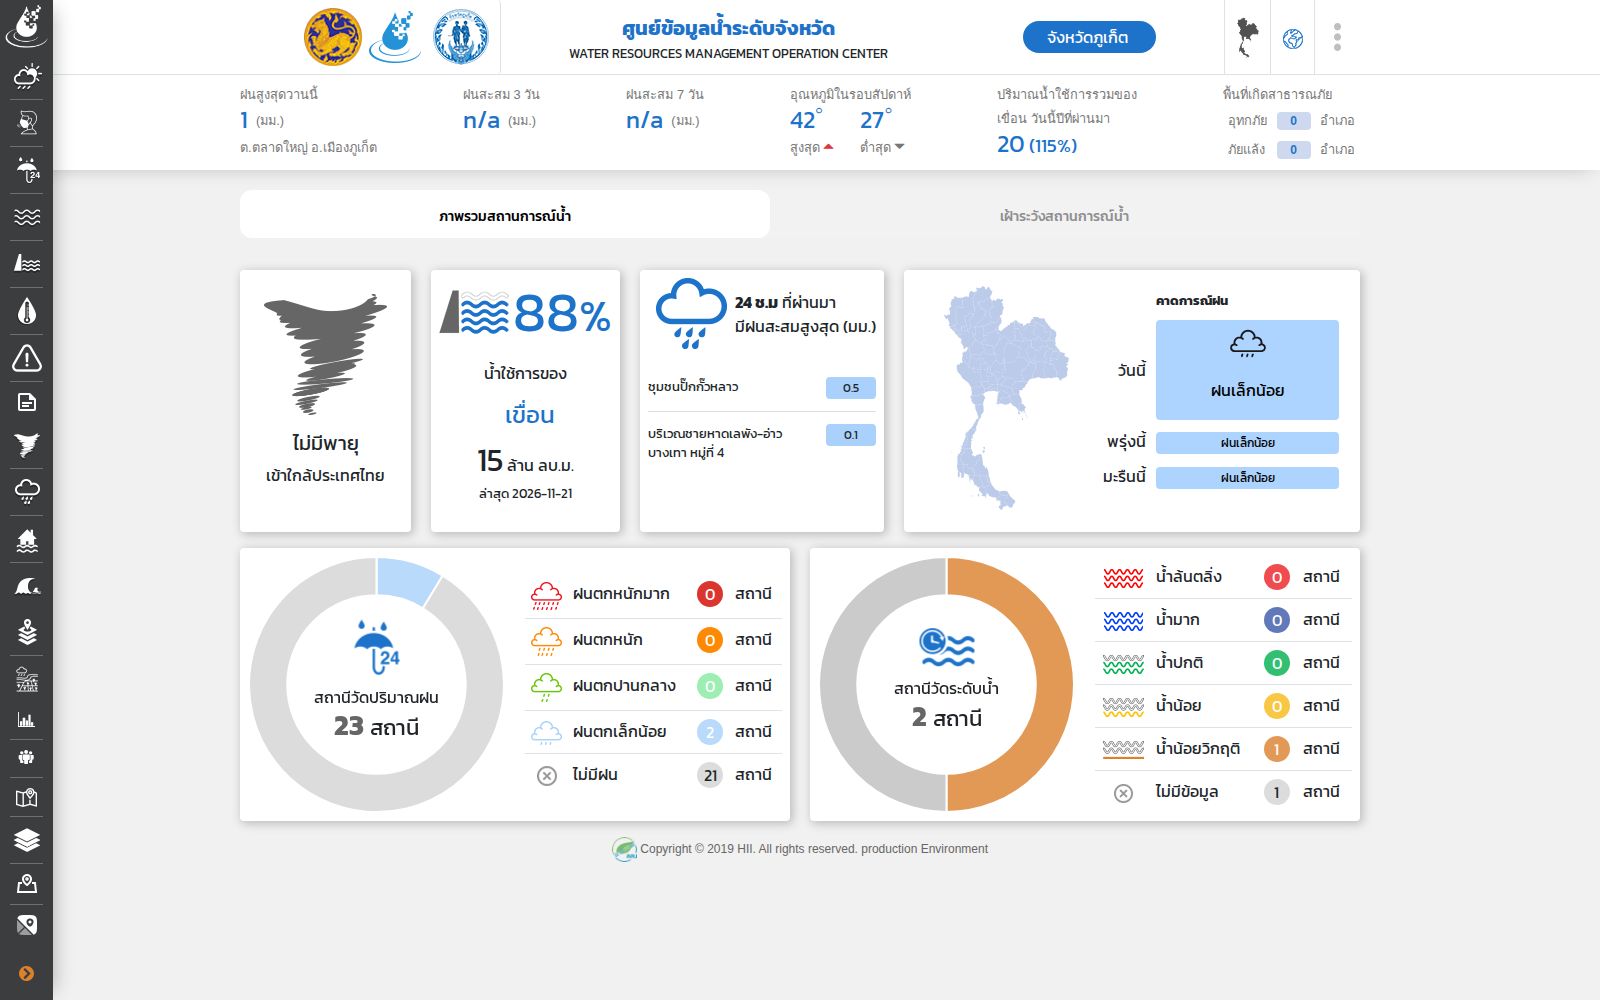 ศูนย์ข้อมูลน้ำระดับจังหวัด
WATER RESOURCES MANAGEMENT OPERATION CENTER
จังหวัดภูเก็ต
ฝนสูงสุดวานนี้
1 (มม.)
ต.ตลาดใหญ่ อ.เมืองภูเก็ต
ฝนสะสม 3 วัน
n/a (มม.)
ฝนสะสม 7 วัน
n/a (มม.)
อุณหภูมิในรอบสัปดาห์
42° 27°
สูงสุด ต่ำสุด
ปริมาณน้ำใช้การรวมของ
เขื่อน วันนี้ปีที่ผ่านมา
20 (115%)
พื้นที่เกิดสาธารณภัย
อุทกภัย 0 อำเภอ
ภัยแล้ง 0 อำเภอ
ภาพรวมสถานการณ์น้ำ
เฝ้าระวังสถานการณ์น้ำ
ไม่มีพายุ
เข้าใกล้ประเทศไทย
88%
น้ำใช้การของ
เขื่อน
15 ล้าน ลบ.ม.
ล่าสุด 2026-11-21
24 ช.ม ที่ผ่านมา
มีฝนสะสมสูงสุด (มม.)
ชุมชนปั๊กกั๊วหลาว 0.5
บริเวณชายหาดเลพัง-อ่าว 0.1
บางเทา หมู่ที่ 4
คาดการณ์ฝน
วันนี้ ฝนเล็กน้อย
พรุ่งนี้ ฝนเล็กน้อย
มะรืนนี้ ฝนเล็กน้อย
24
สถานีวัดปริมาณฝน
23 สถานี
ฝนตกหนักมาก 0 สถานี
ฝนตกหนัก 0 สถานี
ฝนตกปานกลาง 0 สถานี
ฝนตกเล็กน้อย 2 สถานี
ไม่มีฝน 21 สถานี
สถานีวัดระดับน้ำ
2 สถานี
น้ำล้นตลิ่ง 0 สถานี
น้ำมาก 0 สถานี
น้ำปกติ 0 สถานี
น้ำน้อย 0 สถานี
น้ำน้อยวิกฤติ 1 สถานี
ไม่มีข้อมูล 1 สถานี
Copyright © 2019 HII. All rights reserved. production Environment
24